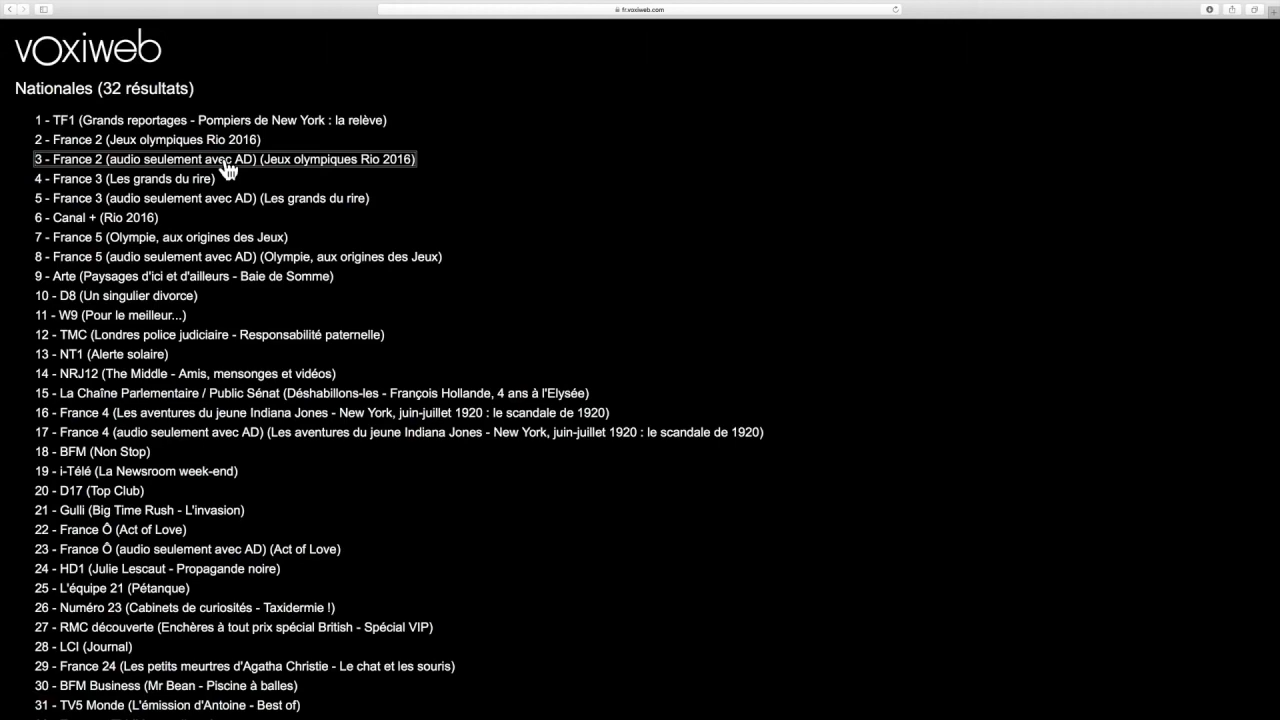 fr.voxiweb.com
voxiweb
Nationales (32 résultats)
1 - TF1 (Grands reportages - Pompiers de New York : la relève)
2 - France 2 (Jeux olympiques Rio 2016)
3 - France 2 (audio seulement avec AD) (Jeux olympiques Rio 2016)
4 - France 3 (Les grands du rire)
5 - France 3 (audio seulement avec AD) (Les grands du rire)
6 - Canal + (Rio 2016)
7 - France 5 (Olympie, aux origines des Jeux)
8 - France 5 (audio seulement avec AD) (Olympie, aux origines des Jeux)
9 - Arte (Paysages d'ici et d'ailleurs - Baie de Somme)
10 - D8 (Un singulier divorce)
11 - W9 (Pour le meilleur...)
12 - TMC (Londres police judiciaire - Responsabilité paternelle)
13 - NT1 (Alerte solaire)
14 - NRJ12 (The Middle - Amis, mensonges et vidéos)
15 - La Chaîne Parlementaire / Public Sénat (Déshabillons-les - François Hollande, 4 ans à l'Elysée)
16 - France 4 (Les aventures du jeune Indiana Jones - New York, juin-juillet 1920 : le scandale de 1920)
17 - France 4 (audio seulement avec AD) (Les aventures du jeune Indiana Jones - New York, juin-juillet 1920 : le scandale de 1920)
18 - BFM (Non Stop)
19 - i-Télé (La Newsroom week-end)
20 - D17 (Top Club)
21 - Gulli (Big Time Rush - L'invasion)
22 - France Ô (Act of Love)
23 - France Ô (audio seulement avec AD) (Act of Love)
24 - HD1 (Julie Lescaut - Propagande noire)
25 - L'équipe 21 (Pétanque)
26 - Numéro 23 (Cabinets de curiosités - Taxidermie !)
27 - RMC découverte (Enchères à tout prix spécial British - Spécial VIP)
28 - LCI (Journal)
29 - France 24 (Les petits meurtres d'Agatha Christie - Le chat et les souris)
30 - BFM Business (Mr Bean - Piscine à balles)
31 - TV5 Monde (L'émission d'Antoine - Best of)